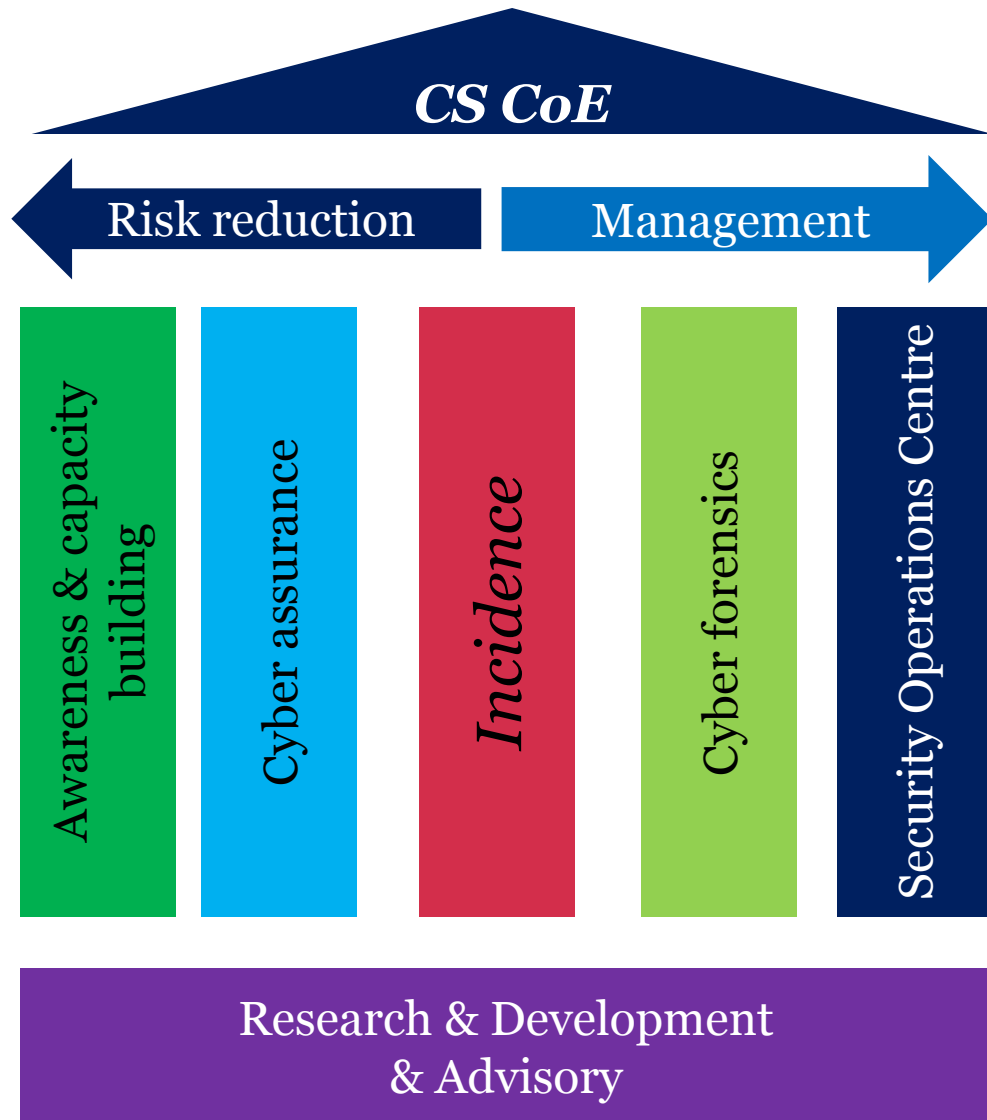 CS CoE
Risk reduction
Management
Awareness & capacity
building
Cyber assurance
Incidence
Cyber forensics
Security Operations Centre
Research & Development
& Advisory